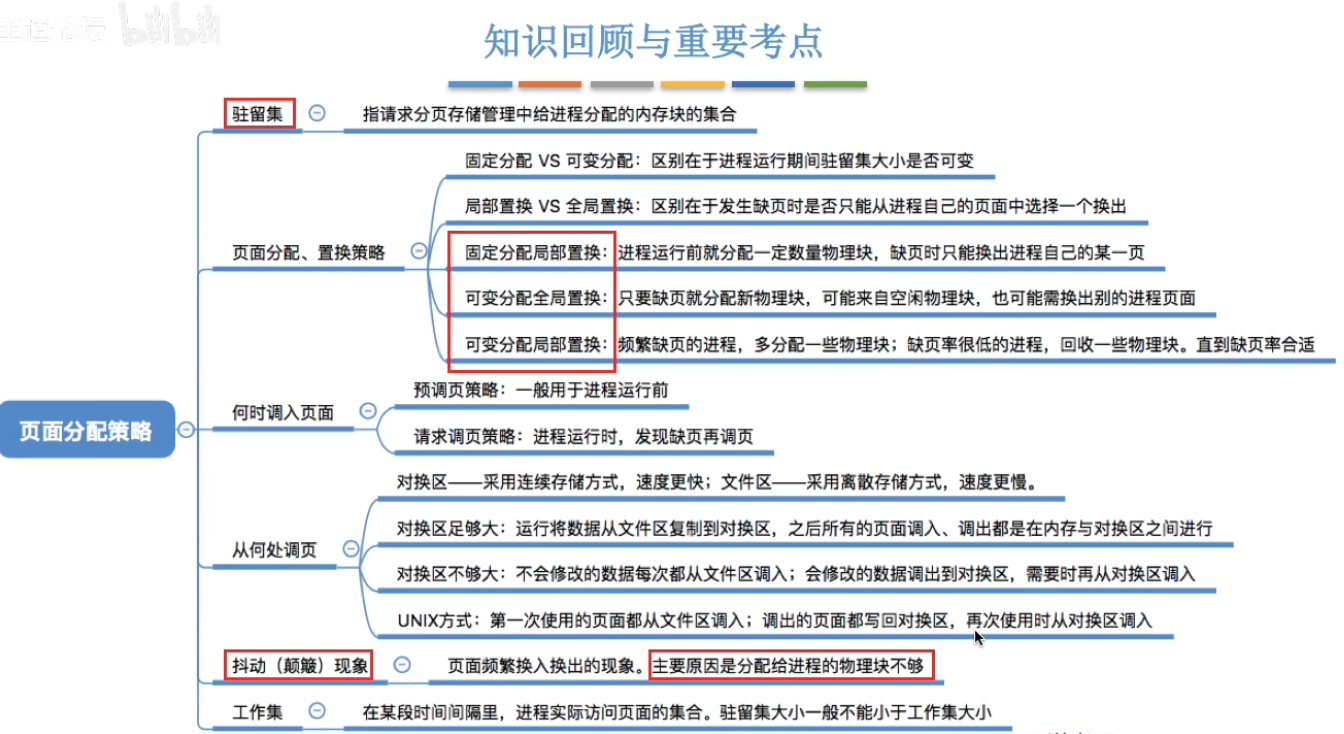 王道论坛 bilibili
知识回顾与重要考点
驻留集
指请求分页存储管理中给进程分配的内存块的集合
页面分配、置换策略
固定分配 VS 可变分配：区别在于进程运行期间驻留集大小是否可变
局部置换 VS 全局置换：区别在于发生缺页时是否只能从进程自己的页面中选择一个换出
固定分配局部置换：进程运行前就分配一定数量物理块，缺页时只能换出进程自己的某一页
可变分配全局置换：只要缺页就分配新物理块，可能来自空闲物理块，也可能需换出别的进程页面
可变分配局部置换：频繁缺页的进程，多分配一些物理块；缺页率很低的进程，回收一些物理块。直到缺页率合适
页面分配策略
何时调入页面
预调页策略：一般用于进程运行前
请求调页策略：进程运行时，发现缺页再调页
从何处调页
对换区——采用连续存储方式，速度更快；文件区——采用离散存储方式，速度更慢。
对换区足够大：运行将数据从文件区复制到对换区，之后所有的页面调入、调出都是在内存与对换区之间进行
对换区不够大：不会修改的数据每次都从文件区调入；会修改的数据调出到对换区，需要时再从对换区调入
UNIX方式：第一次使用的页面都从文件区调入；调出的页面都写回对换区，再次使用时从对换区调入
抖动（颠簸）现象
页面频繁换入换出的现象。主要原因是分配给进程的物理块不够
工作集
在某段时间间隔里，进程实际访问页面的集合。驻留集大小一般不能小于工作集大小